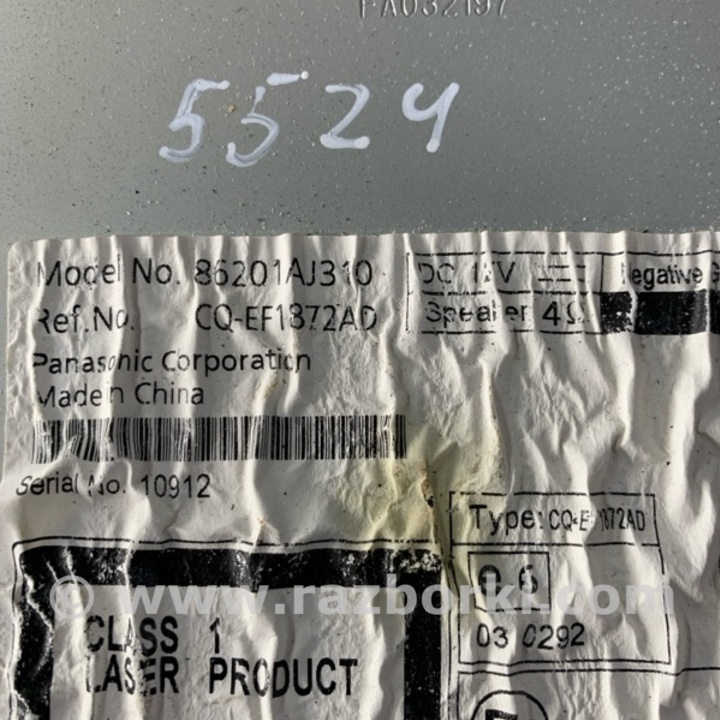 FA032197
5524
Model No. 86201AJ310
Ref.No. CQ-EF1872AD
Panasonic Corporation
Made in China
Serial No. 10912
DC 12V Negative
Speaker 4Ω
Type: CQ-EF1872AD
03 0292
© www.razborki.com
CLASS 1
LASER PRODUCT